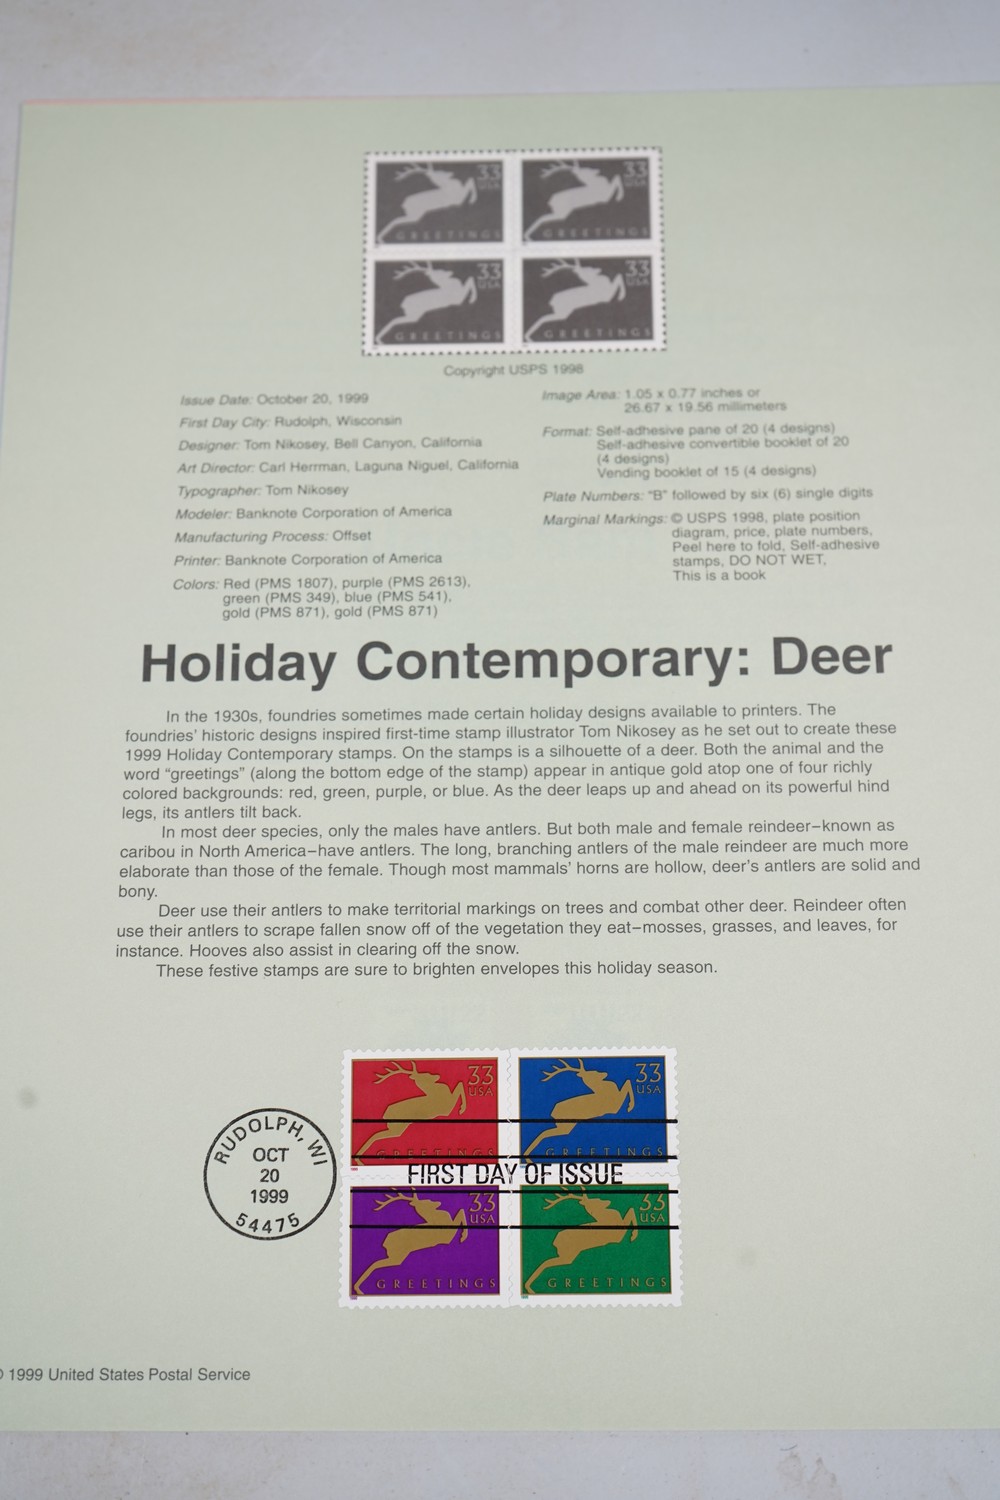 33 33
USA USA
GREETINGS GREETINGS
33 33
USA USA
GREETINGS GREETINGS
Copyright USPS 1998
Issue Date: October 20, 1999
First Day City: Rudolph, Wisconsin
Designer: Tom Nikosey, Bell Canyon, California
Art Director: Carl Herrman, Laguna Niguel, California
Typographer: Tom Nikosey
Modeler: Banknote Corporation of America
Manufacturing Process: Offset
Printer: Banknote Corporation of America
Colors: Red (PMS 1807), purple (PMS 2613),
green (PMS 349), blue (PMS 541),
gold (PMS 871), gold (PMS 871)
Image Area: 1.05 x 0.77 inches or
26.67 x 19.56 millimeters
Format: Self-adhesive pane of 20 (4 designs)
Self-adhesive convertible booklet of 20
(4 designs)
Vending booklet of 15 (4 designs)
Plate Numbers: "B" followed by six (6) single digits
Marginal Markings: © USPS 1998, plate position
diagram, price, plate numbers,
Peel here to fold, Self-adhesive
stamps, DO NOT WET,
This is a book
Holiday Contemporary: Deer
In the 1930s, foundries sometimes made certain holiday designs available to printers. The
foundries' historic designs inspired first-time stamp illustrator Tom Nikosey as he set out to create these
1999 Holiday Contemporary stamps. On the stamps is a silhouette of a deer. Both the animal and the
word "greetings" (along the bottom edge of the stamp) appear in antique gold atop one of four richly
colored backgrounds: red, green, purple, or blue. As the deer leaps up and ahead on its powerful hind
legs, its antlers tilt back.
In most deer species, only the males have antlers. But both male and female reindeer–known as
caribou in North America–have antlers. The long, branching antlers of the male reindeer are much more
elaborate than those of the female. Though most mammals' horns are hollow, deer's antlers are solid and
bony.
Deer use their antlers to make territorial markings on trees and combat other deer. Reindeer often
use their antlers to scrape fallen snow off of the vegetation they eat–mosses, grasses, and leaves, for
instance. Hooves also assist in clearing off the snow.
These festive stamps are sure to brighten envelopes this holiday season.
33 33
USA USA
GREETINGS GREETINGS
RUDOLPH, WI
OCT
20
1999
54475
FIRST DAY OF ISSUE
33 33
USA USA
GREETINGS GREETINGS
© 1999 United States Postal Service